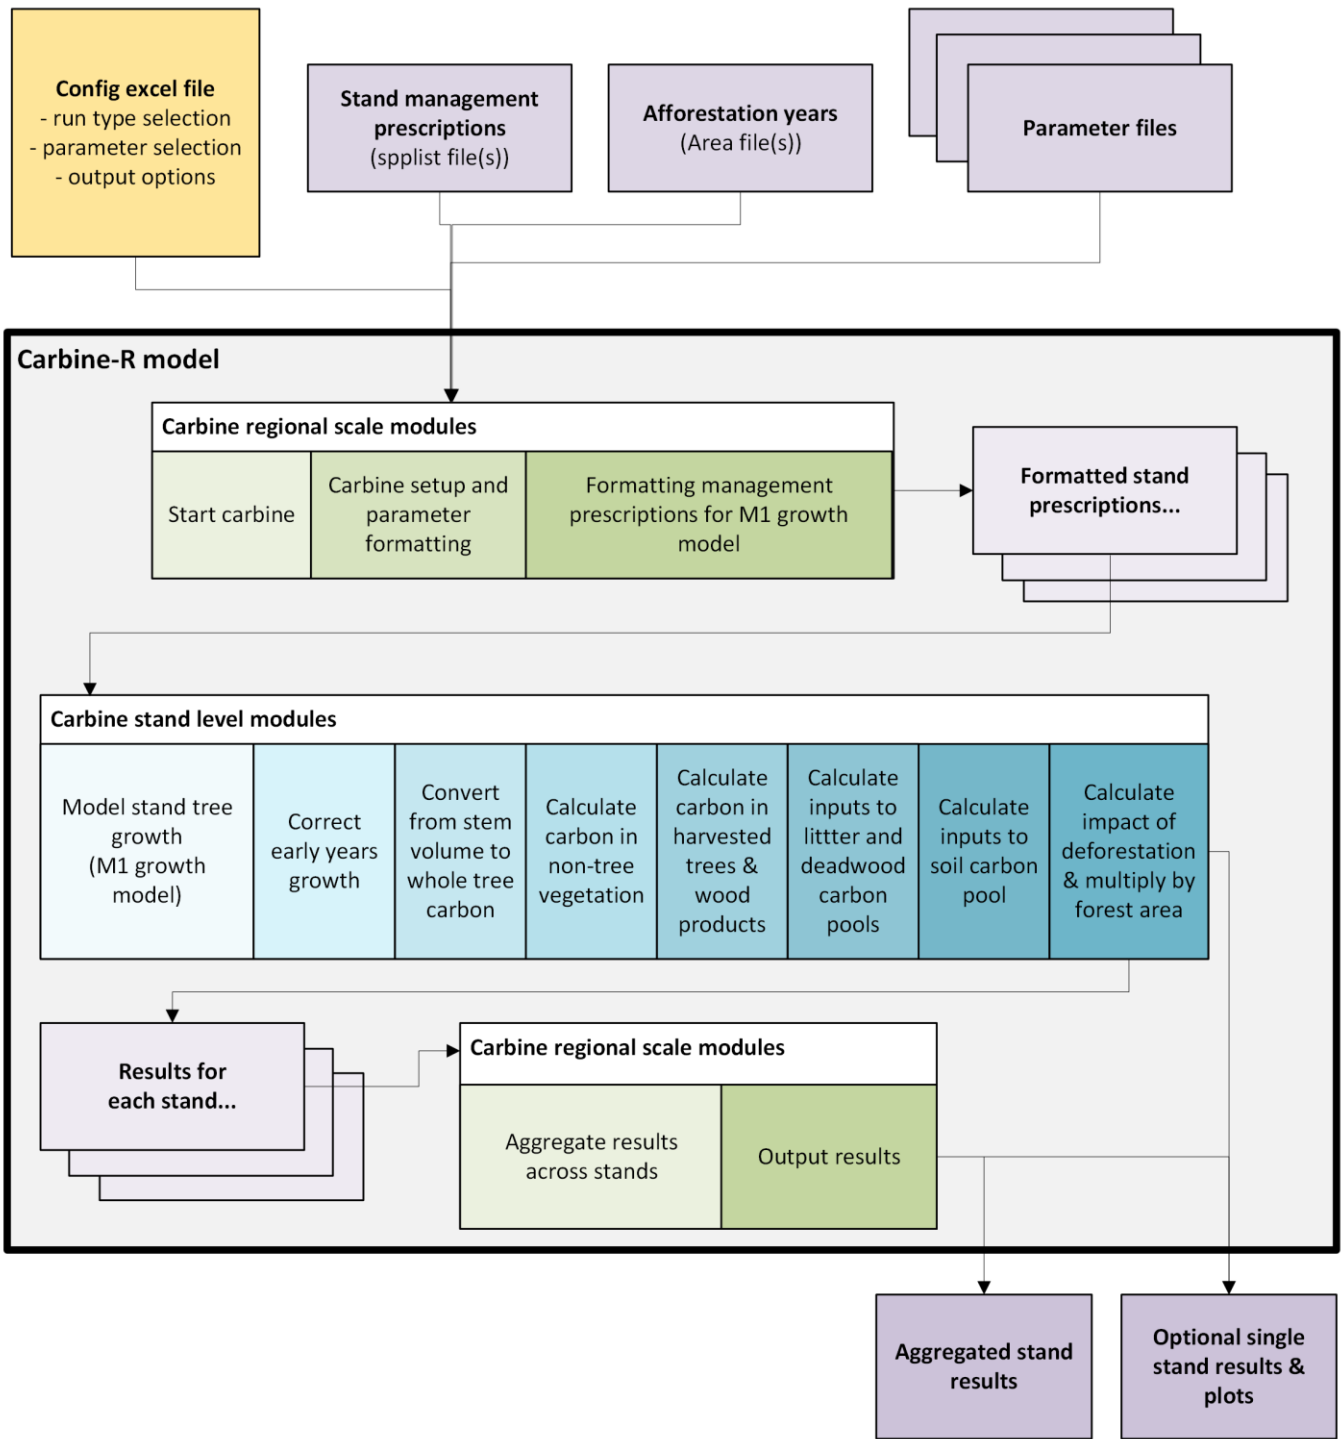 Config excel file
- run type selection
- parameter selection
- output options
Stand management
prescriptions
(spplist file(s))
Afforestation years
(Area file(s))
Parameter files
Carbine-R model
Carbine regional scale modules
Start carbine
Carbine setup and
parameter
formatting
Formatting management
prescriptions for M1 growth
model
Formatted stand
prescriptions...
Carbine stand level modules
Model stand tree
growth
(M1 growth
model)
Correct
early years
growth
Convert
from stem
volume to
whole tree
carbon
Calculate
carbon in
non-tree
vegetation
Calculate
carbon in
harvested
trees &
wood
products
Calculate
inputs to
littter and
deadwood
carbon
pools
Calculate
inputs to
soil carbon
pool
Calculate
impact of
deforestation
& multiply by
forest area
Results for
each stand...
Carbine regional scale modules
Aggregate results
across stands
Output results
Aggregated stand
results
Optional single
stand results &
plots